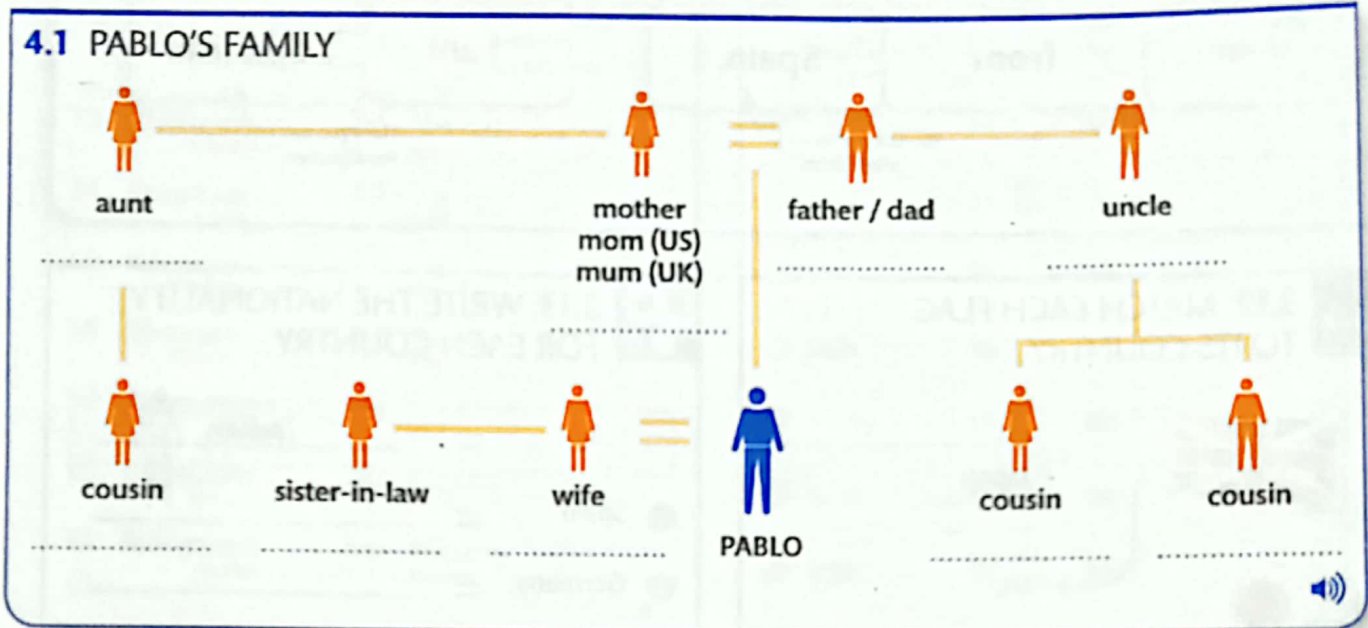 4.1 PABLO'S FAMILY
aunt
mother
mom (US)
mum (UK)
father / dad
uncle
cousin
sister-in-law
wife
PABLO
cousin
cousin